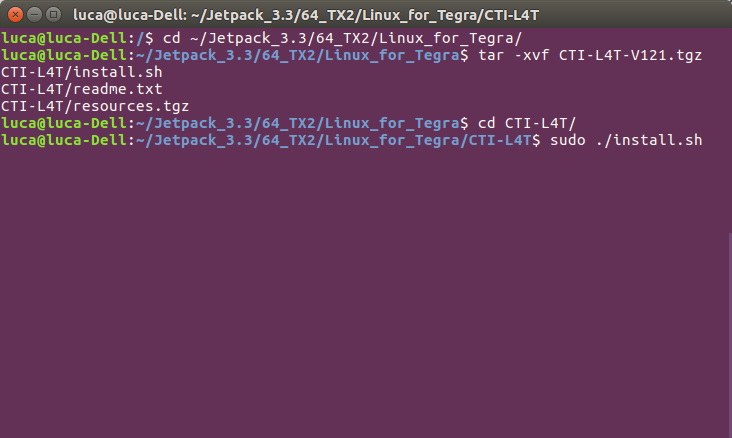 luca@luca-Dell: ~/Jetpack_3.3/64_TX2/Linux_for_Tegra/CTI-L4T
luca@luca-Dell:/$ cd ~/Jetpack_3.3/64_TX2/Linux_for_Tegra/
luca@luca-Dell:~/Jetpack_3.3/64_TX2/Linux_for_Tegra$ tar -xvf CTI-L4T-V121.tgz
CTI-L4T/install.sh
CTI-L4T/readme.txt
CTI-L4T/resources.tgz
luca@luca-Dell:~/Jetpack_3.3/64_TX2/Linux_for_Tegra$ cd CTI-L4T/
luca@luca-Dell:~/Jetpack_3.3/64_TX2/Linux_for_Tegra/CTI-L4T$ sudo ./install.sh